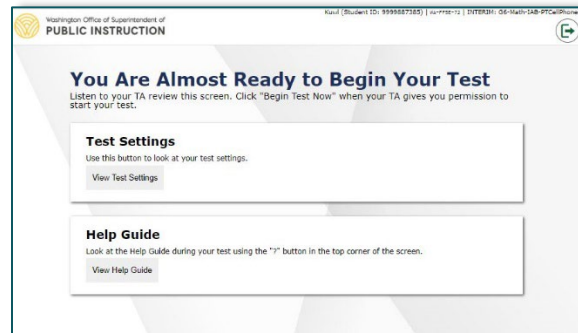 Washington Office of Superintendent of
PUBLIC INSTRUCTION
(Student ID: 9999887385) | | INTERIM: G6-Math-IAB-PTCellPhone
You Are Almost Ready to Begin Your Test
Listen to your TA review this screen. Click "Begin Test Now" when your TA gives you permission to
start your test.
Test Settings
Use this button to look at your test settings.
View Test Settings
Help Guide
Look at the Help Guide during your test using the "?" button in the top corner of the screen.
View Help Guide